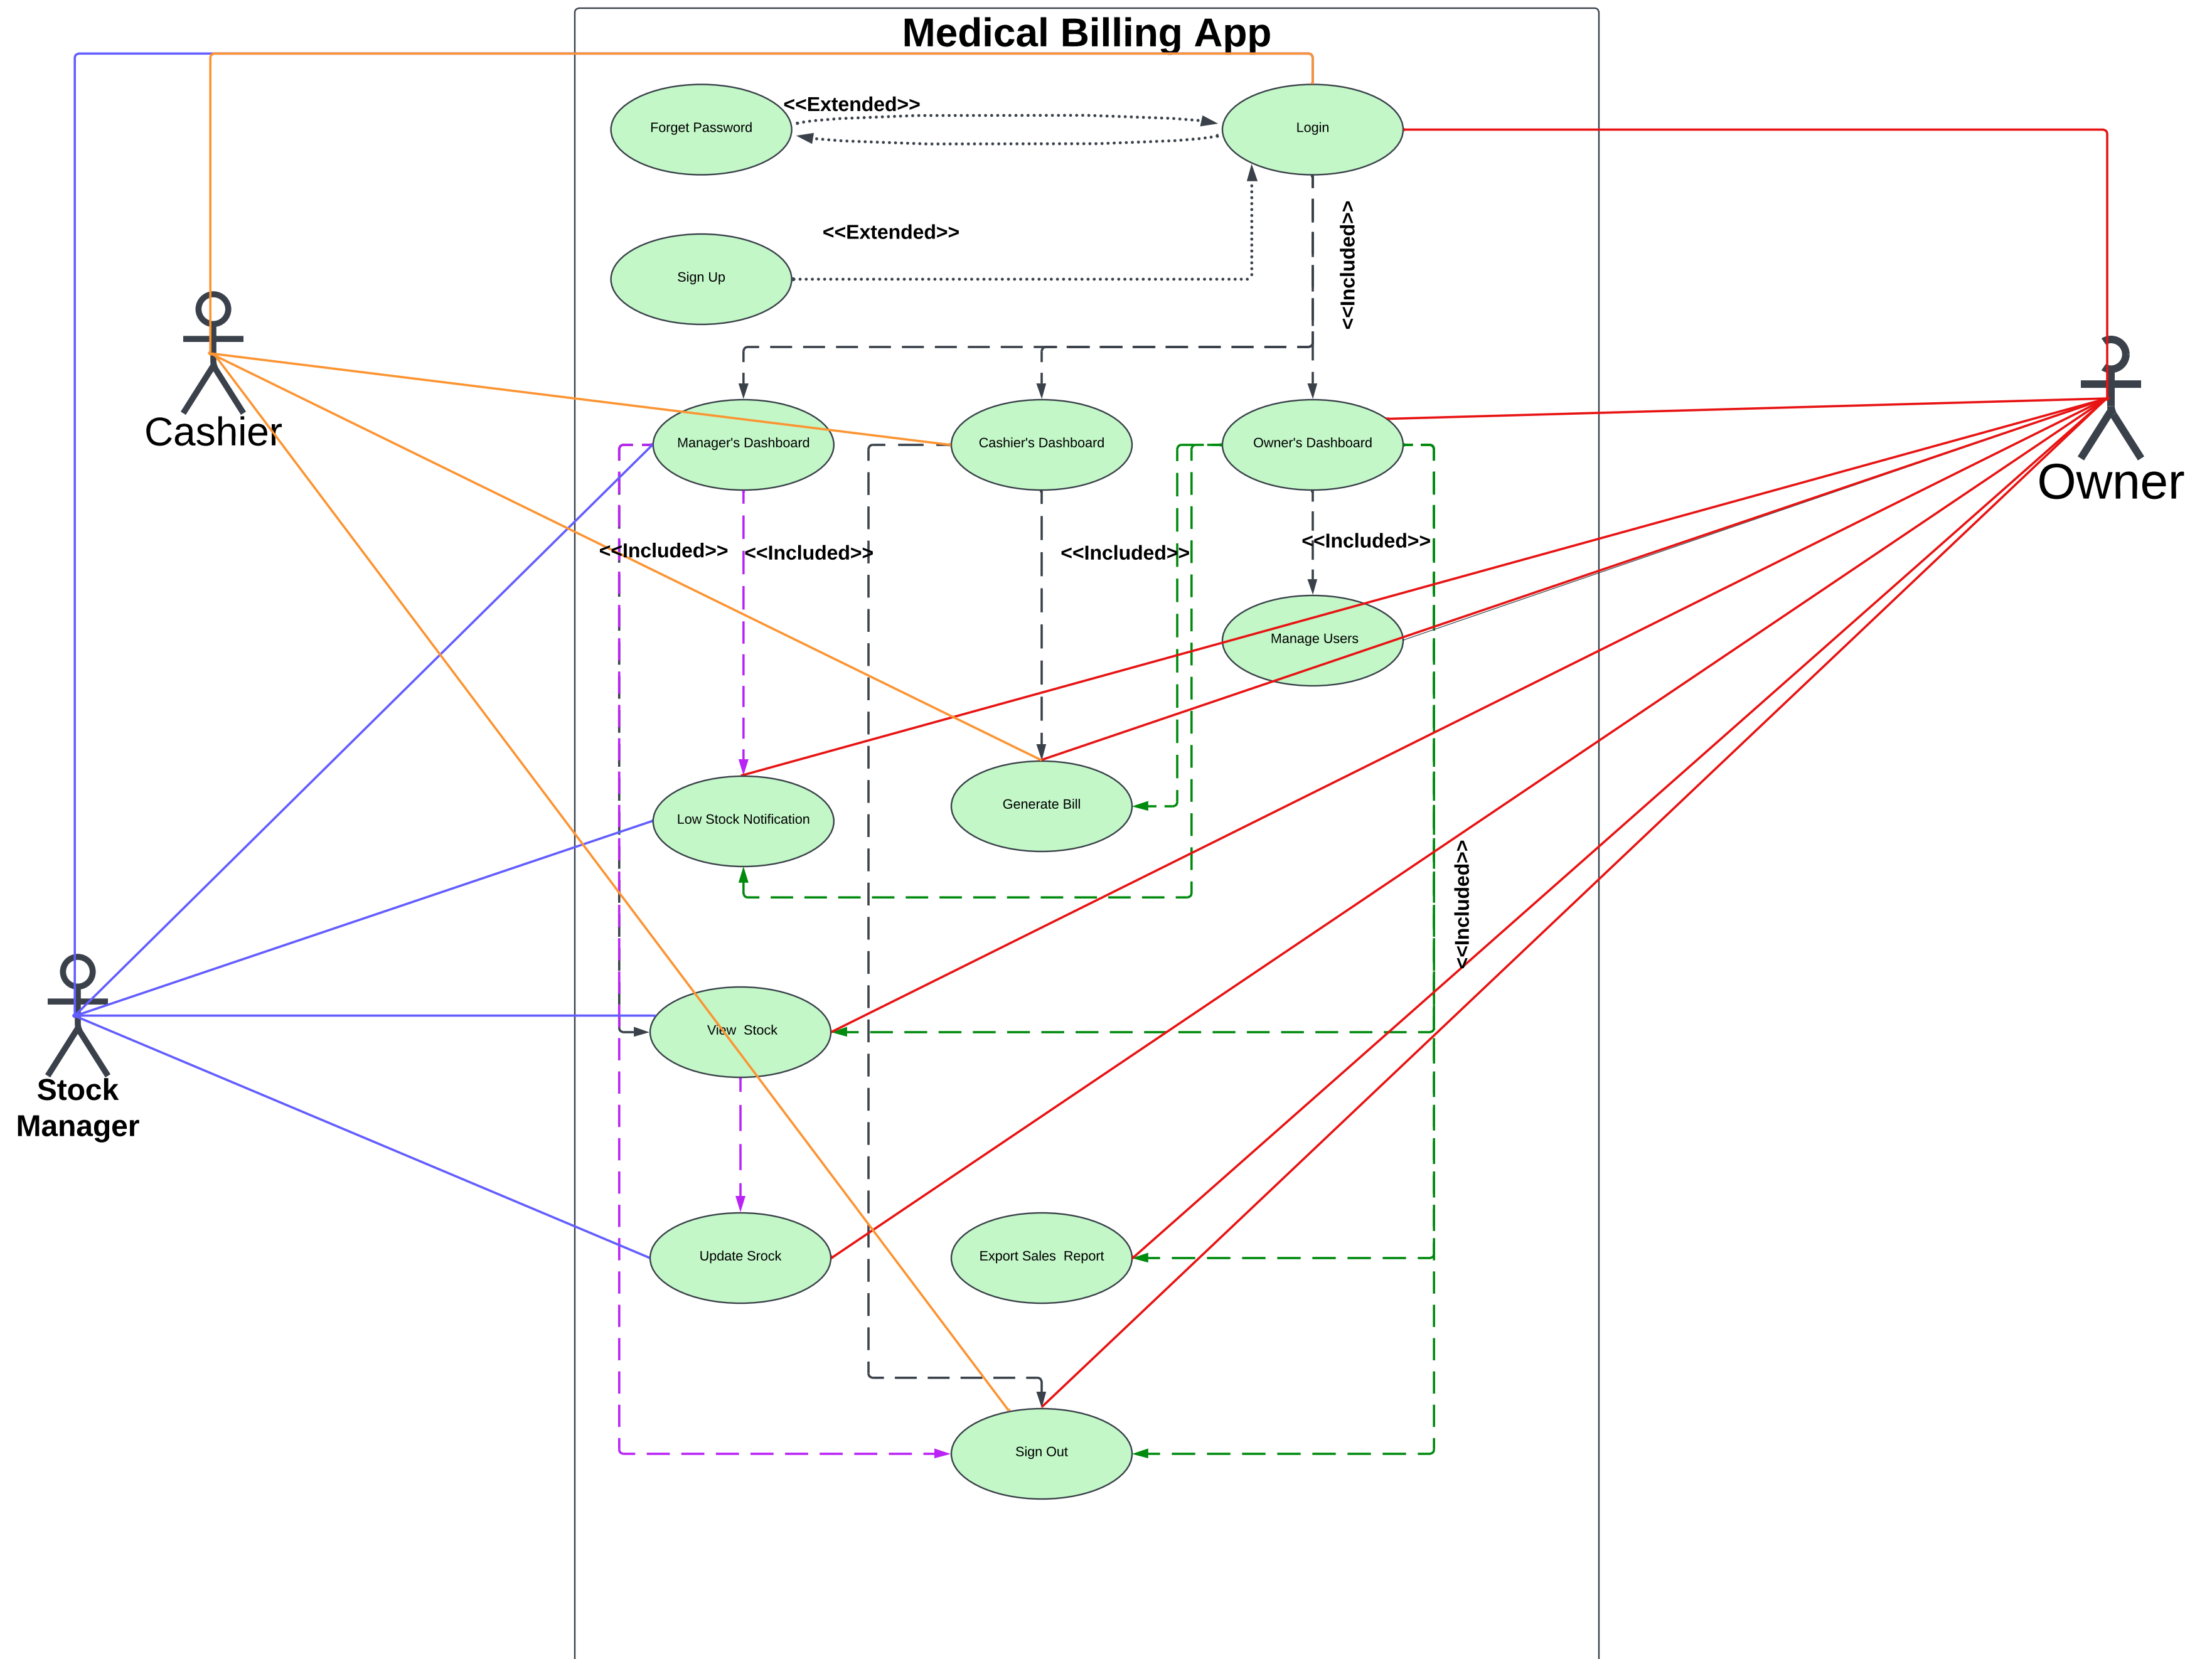 Medical Billing App
<<Extended>>
Forget Password
Login
<<Included>>
<<Extended>>
Sign Up
Cashier
Manager's Dashboard
Cashier's Dashboard
Owner's Dashboard
Owner
<<Included>>
<<Included>>
<<Included>>
<<Included>>
Manage Users
Low Stock Notification
Generate Bill
<<Included>>
View  Stock
Stock
Manager
Update Srock
Export Sales  Report
Sign Out